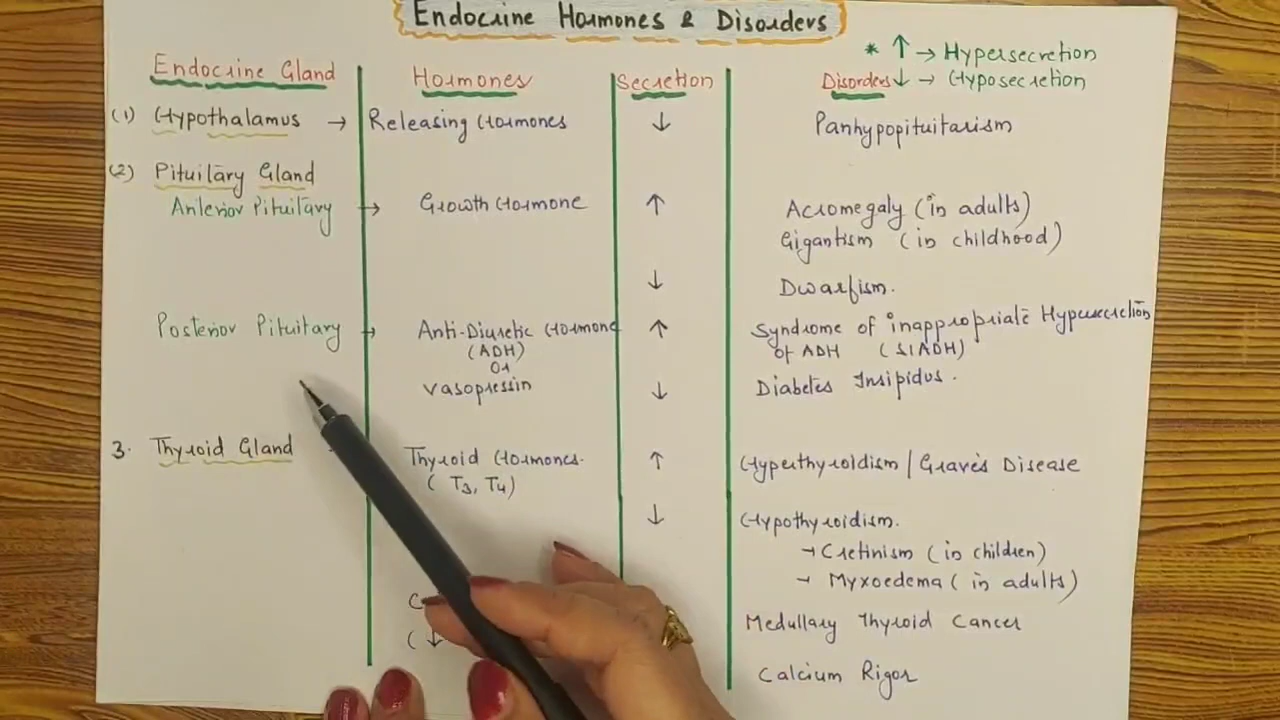 Endocrine Hormones & Disorders
* ↑ → Hypersecretion
Endocrine Gland Hormones Secretion Disorders ↓ → Hyposecretion
(1) Hypothalamus → Releasing Hormones ↓ Panhypopituitarism
(2) Pituitary Gland
Anterior Pituitary → Growth Hormone ↑ Acromegaly (in adults)
Gigantism (in childhood)
↓ Dwarfism.
Posterior Pituitary → Anti-Diuretic Hormone ↑ Syndrome of inappropriate Hypersecretion
(ADH) of ADH (SIADH)
Or
Vasopressin ↓ Diabetes Insipidus.
3. Thyroid Gland Thyroid Hormones. ↑ Hyperthyroidism / Grave's Disease
(T3, T4)
↓ Hypothyroidism.
→ Cretinism (in children)
→ Myxoedema (in adults)
C Medullary Thyroid Cancer
( ↓ Calcium Rigor